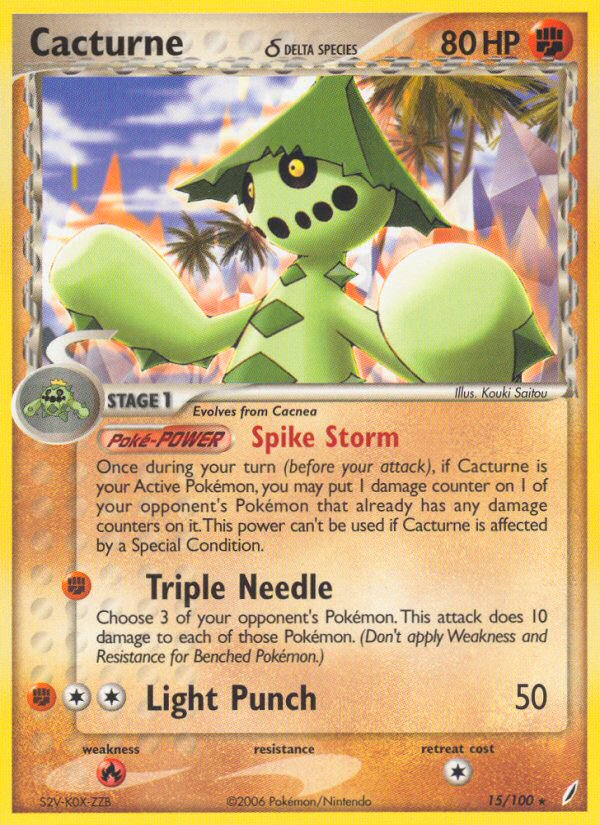 Cacturne δ DELTA SPECIES 80 HP
Illus. Kouki Saitou
STAGE 1
Evolves from Cacnea
Poké-POWER Spike Storm
Once during your turn (before your attack), if Cacturne is
your Active Pokémon, you may put 1 damage counter on 1 of
your opponent's Pokémon that already has any damage
counters on it. This power can't be used if Cacturne is affected
by a Special Condition.
Triple Needle
Choose 3 of your opponent's Pokémon. This attack does 10
damage to each of those Pokémon. (Don't apply Weakness and
Resistance for Benched Pokémon.)
Light Punch 50
weakness resistance retreat cost
S2V-K0X-ZZB ©2006 Pokémon/Nintendo 15/100 ★